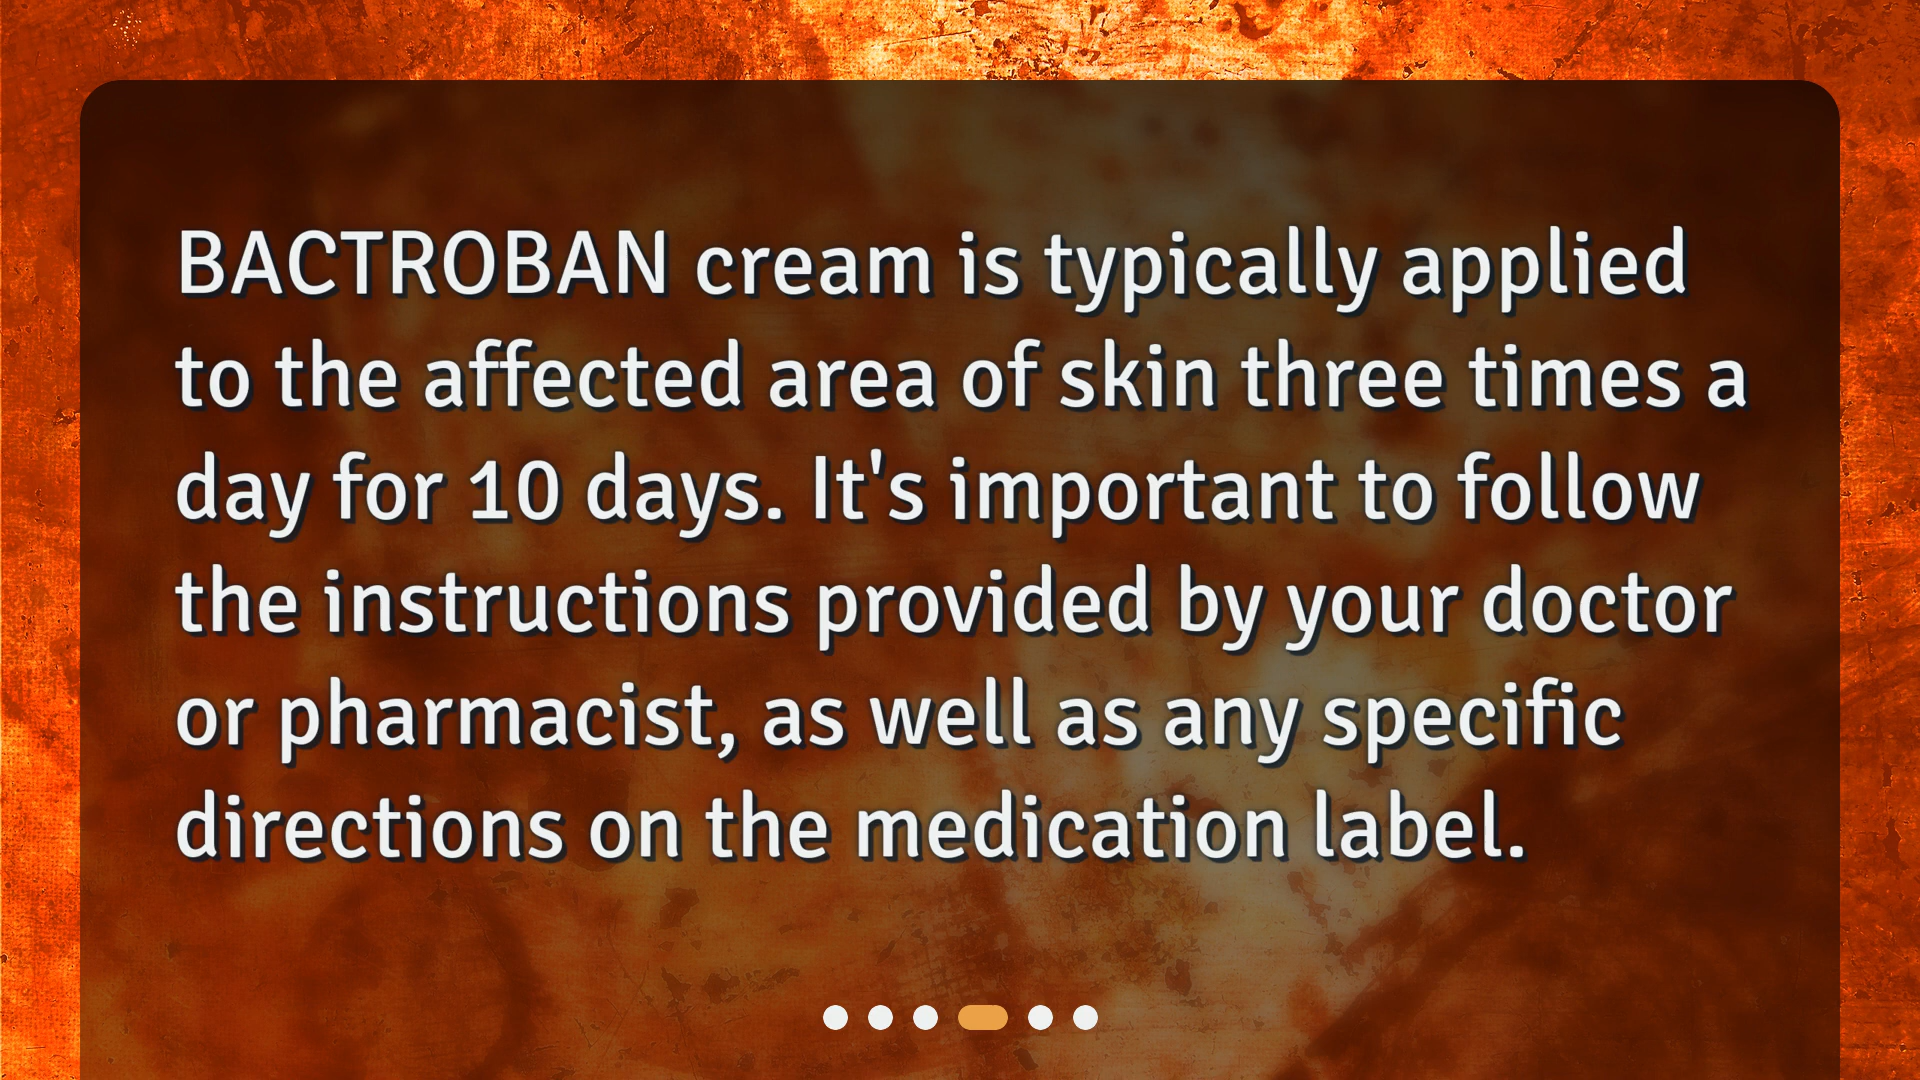 BACTROBAN cream is typically applied
to the affected area of skin three times a
day for 10 days. It's important to follow
the instructions provided by your doctor
or pharmacist, as well as any specific
directions on the medication label.